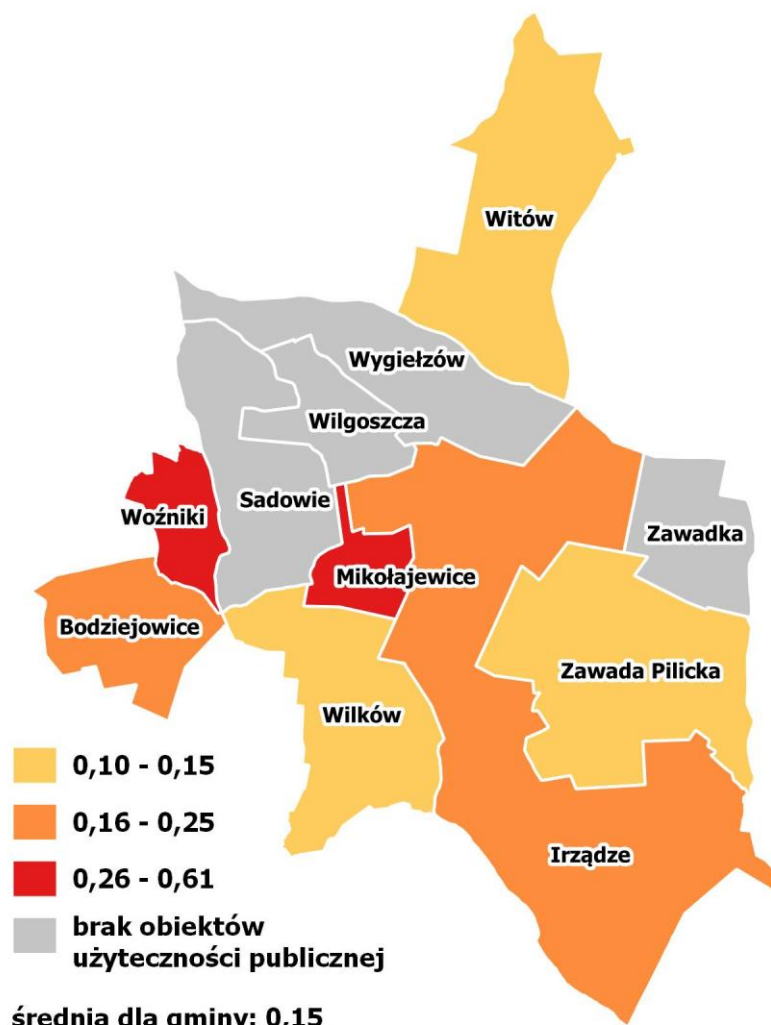 Witów
Wygiełzów
Wilgoszcza
Sadowie
Woźniki
Zawadka
Mikołajewice
Bodziejowice
Zawada Pilicka
Wilków
Irządze
0,10 - 0,15
0,16 - 0,25
0,26 - 0,61
brak obiektów
użyteczności publicznej
średnia dla gminy: 0,15